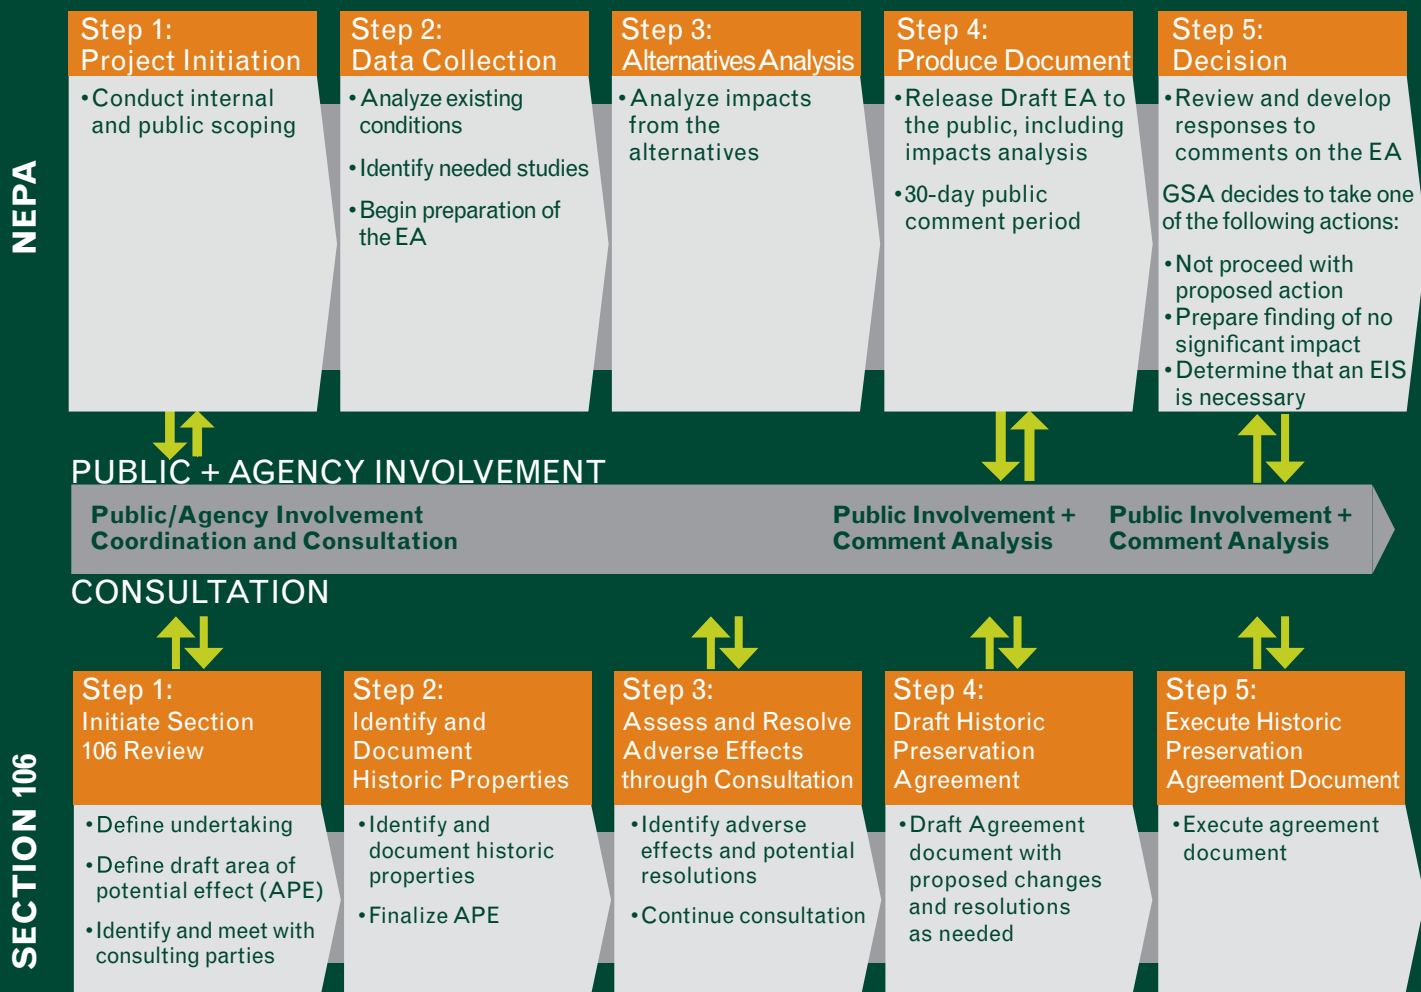 NEPA
Step 1:
Project Initiation
•Conduct internal
and public scoping
Step 2:
Data Collection
•Analyze existing
conditions
•Identify needed studies
•Begin preparation of
the EA
Step 3:
Alternatives Analysis
•Analyze impacts
from the
alternatives
Step 4:
Produce Document
•Release Draft EA to
the public, including
impacts analysis
•30-day public
comment period
Step 5:
Decision
•Review and develop
responses to
comments on the EA
GSA decides to take one
of the following actions:
•Not proceed with
proposed action
•Prepare finding of no
significant impact
•Determine that an EIS
is necessary
PUBLIC + AGENCY INVOLVEMENT
Public/Agency Involvement
Coordination and Consultation
Public Involvement +
Comment Analysis
Public Involvement +
Comment Analysis
CONSULTATION
SECTION 106
Step 1:
Initiate Section
106 Review
•Define undertaking
•Define draft area of
potential effect (APE)
•Identify and meet with
consulting parties
Step 2:
Identify and
Document
Historic Properties
•Identify and
document historic
properties
•Finalize APE
Step 3:
Assess and Resolve
Adverse Effects
through Consultation
•Identify adverse
effects and potential
resolutions
•Continue consultation
Step 4:
Draft Historic
Preservation
Agreement
•Draft Agreement
document with
proposed changes
and resolutions
as needed
Step 5:
Execute Historic
Preservation
Agreement Document
•Execute agreement
document